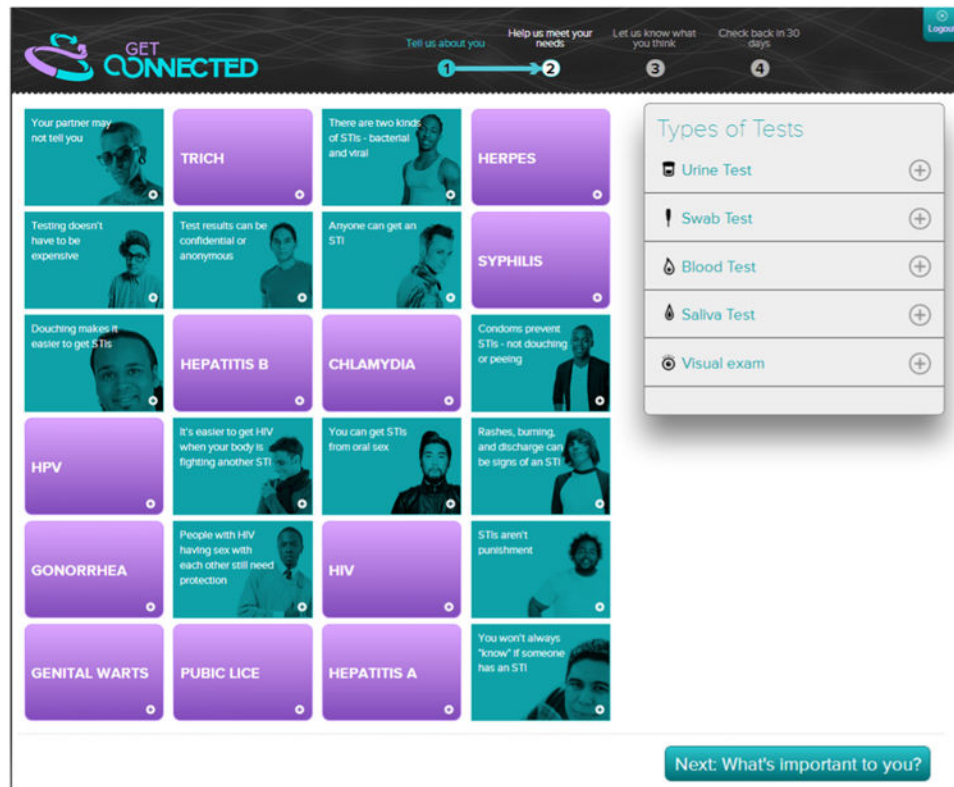 GET
CONNECTED
Tell us about you
1
Help us meet your
needs
2
Let us know what
you think
3
Check back in 30
days
4
Logout
Your partner may
not tell you
TRICH
There are two kinds
of STIs - bacterial
and viral
HERPES
Testing doesn't
have to be
expensive
Test results can be
confidential or
anonymous
Anyone can get an
STI
SYPHILIS
Douching makes it
easier to get STIs
HEPATITIS B
CHLAMYDIA
Condoms prevent
STIs - not douching
or peeing
HPV
It's easier to get HIV
when your body is
fighting another STI
You can get STIs
from oral sex
Rashes, burning,
and discharge can
be signs of an STI
GONORRHEA
People with HIV
having sex with
each other still need
protection
HIV
STIs aren't
punishment
GENITAL WARTS
PUBIC LICE
HEPATITIS A
You won't always
"know" if someone
has an STI
Types of Tests
Urine Test
Swab Test
Blood Test
Saliva Test
Visual exam
Next: What's important to you?